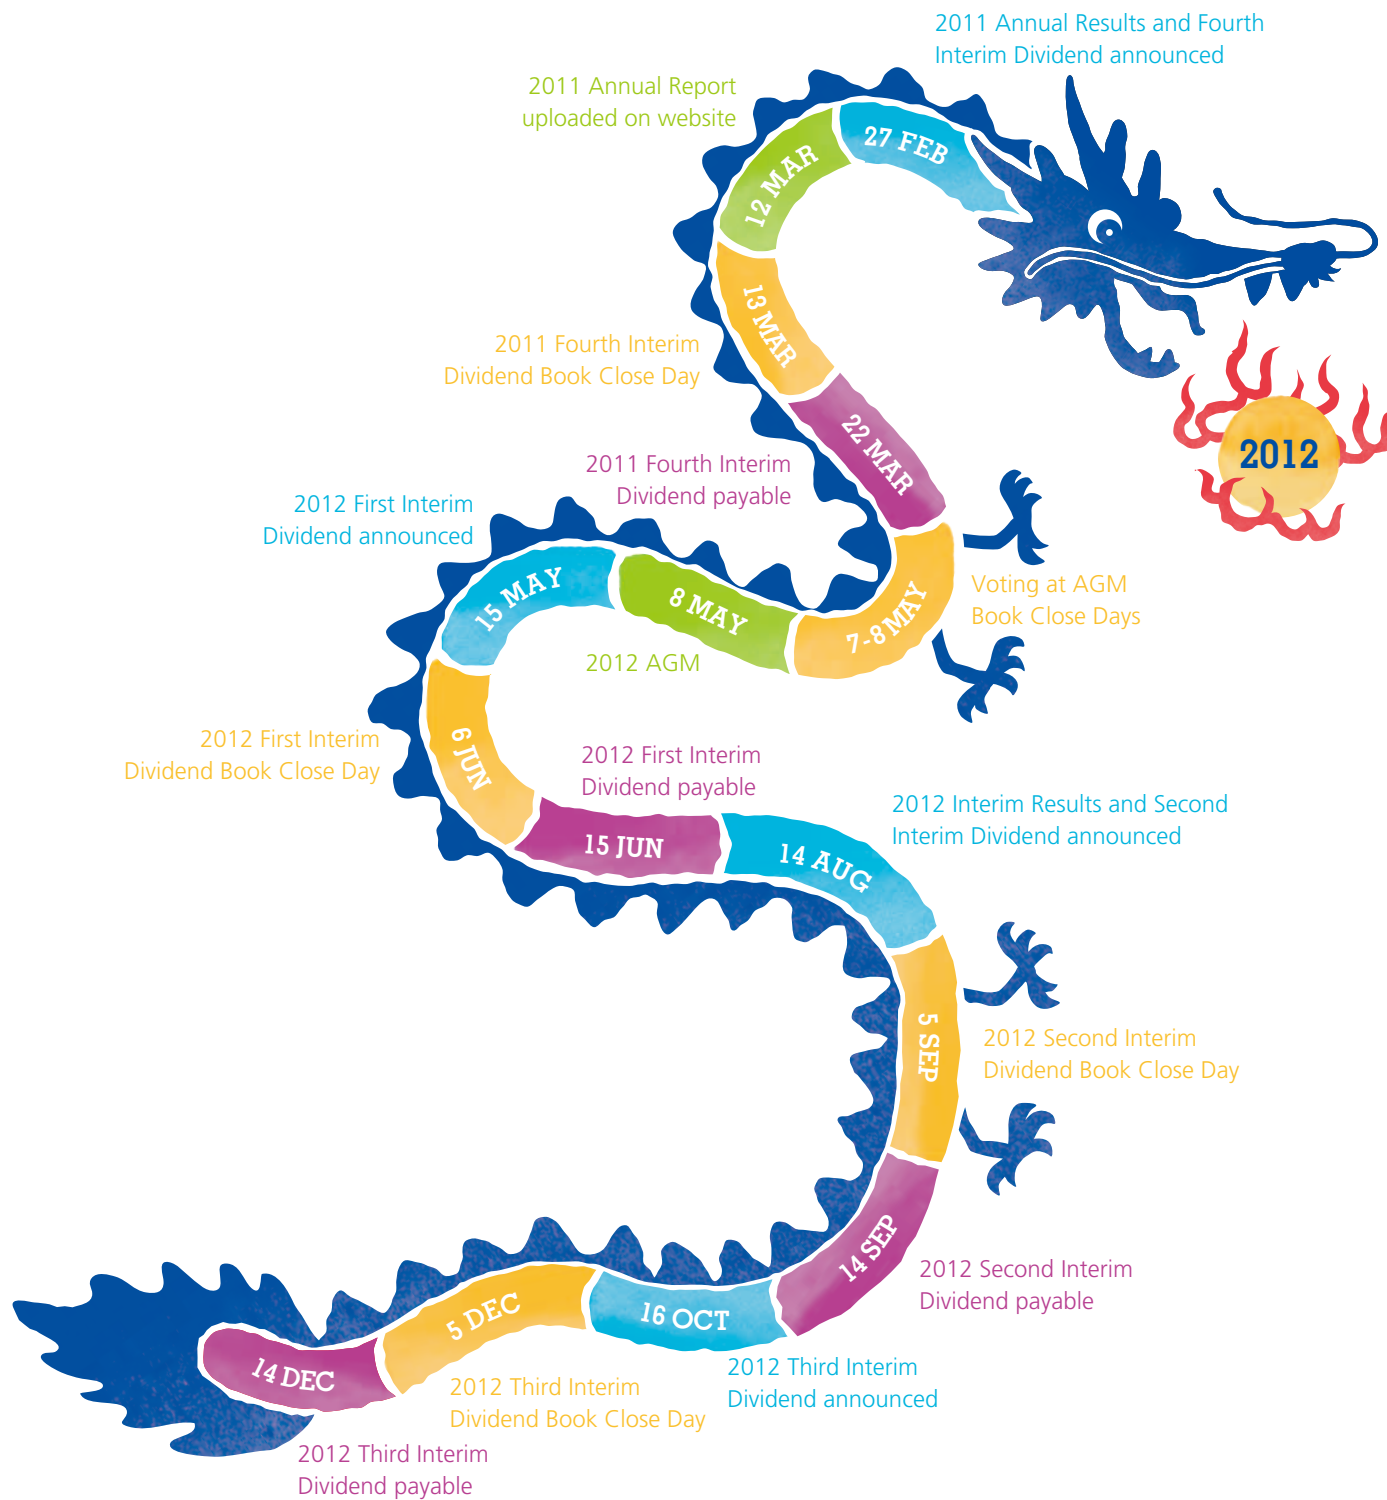 2011 Annual Results and Fourth
Interim Dividend announced
27 FEB
2011 Annual Report
uploaded on website
12 MAR
13 MAR
2011 Fourth Interim
Dividend Book Close Day
22 MAR
2011 Fourth Interim
Dividend payable
2012
7-8 MAY
Voting at AGM
Book Close Days
8 MAY
2012 AGM
2012 First Interim
Dividend announced
15 MAY
6 JUN
2012 First Interim
Dividend Book Close Day
2012 First Interim
Dividend payable
15 JUN
2012 Interim Results and Second
Interim Dividend announced
14 AUG
5 SEP
2012 Second Interim
Dividend Book Close Day
14 SEP
2012 Second Interim
Dividend payable
16 OCT
2012 Third Interim
Dividend announced
5 DEC
2012 Third Interim
Dividend Book Close Day
14 DEC
2012 Third Interim
Dividend payable